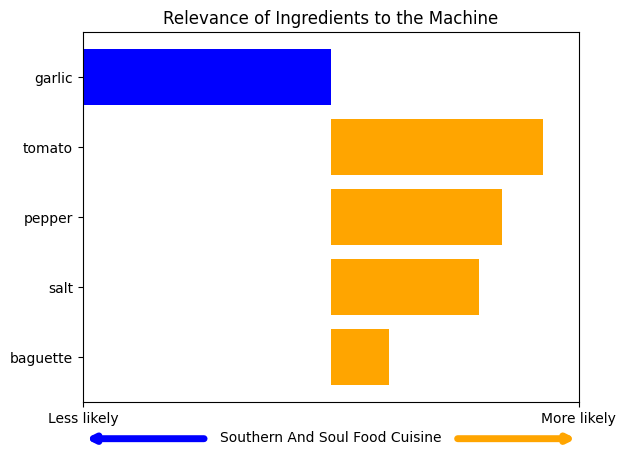 Relevance of Ingredients to the Machine
garlic
tomato
pepper
salt
baguette
Less likely
More likely
Southern And Soul Food Cuisine